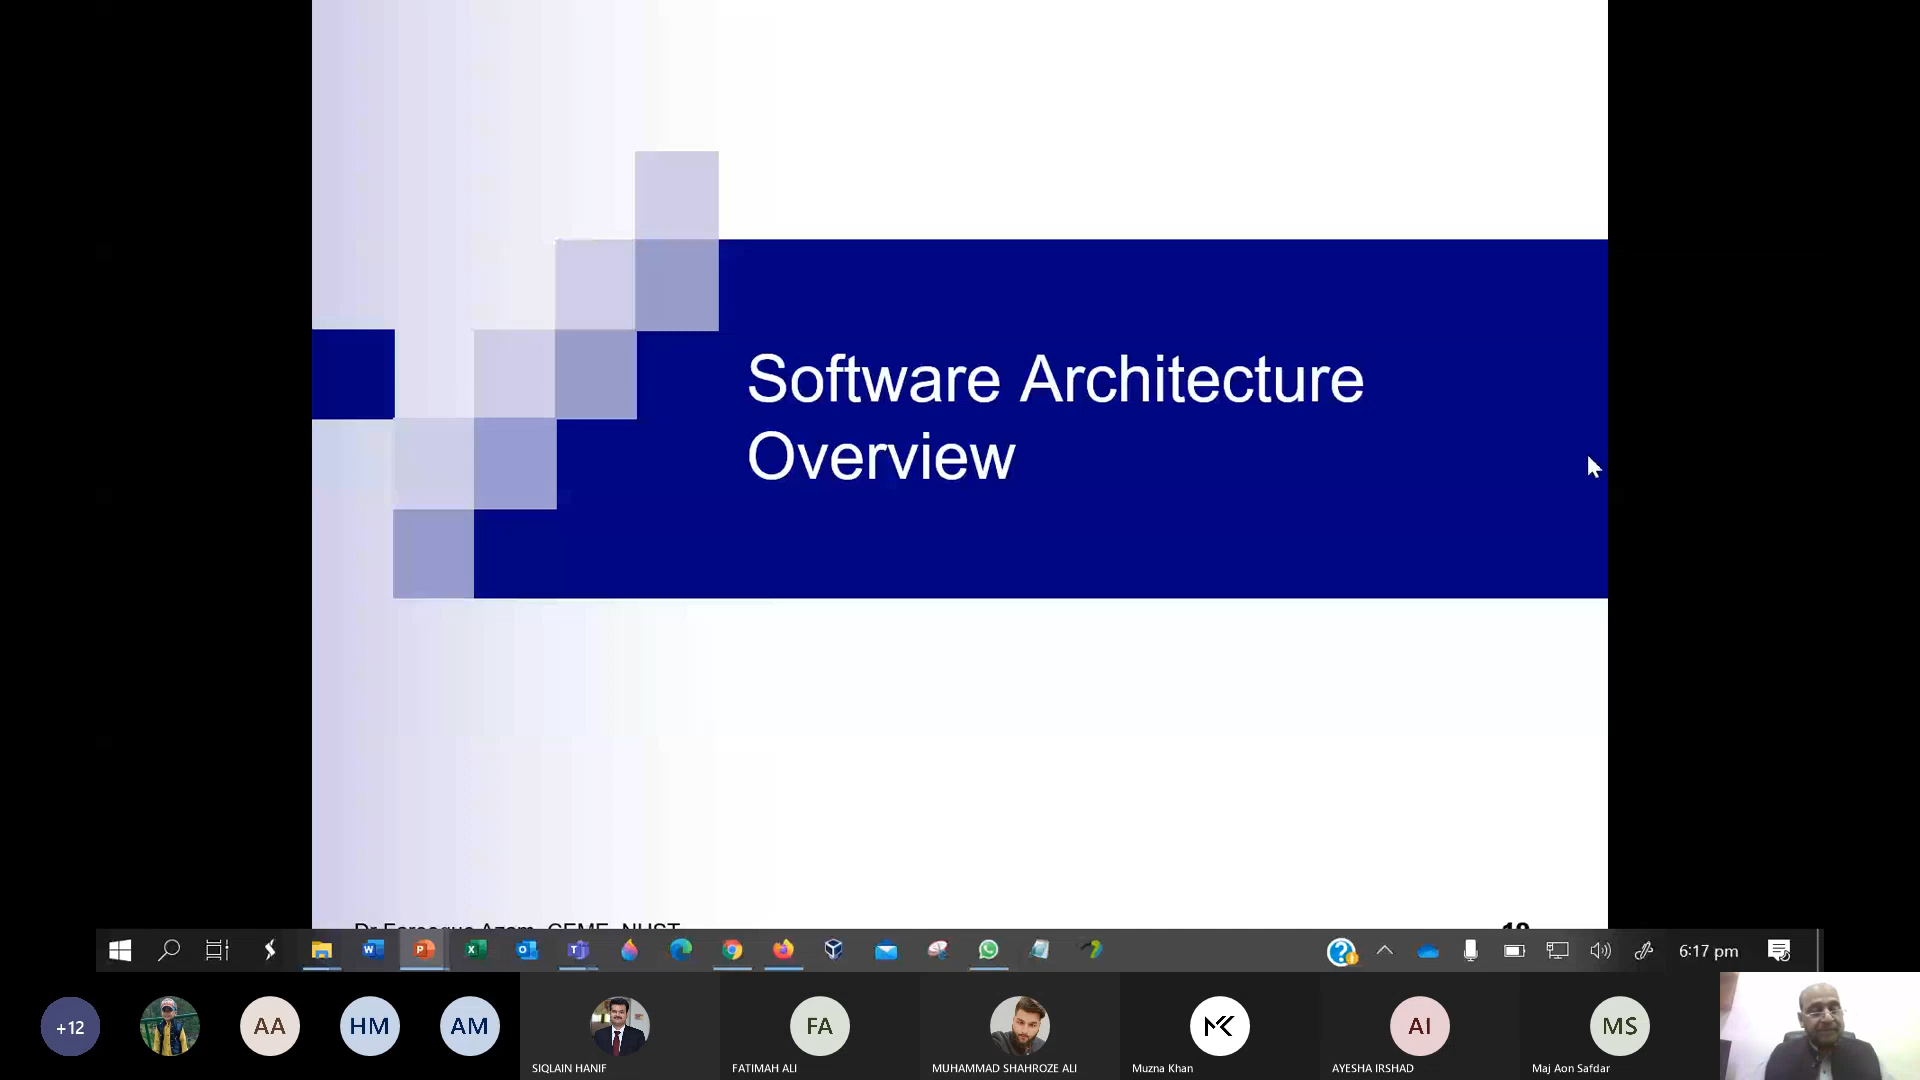 Software Architecture
Overview
6:17 pm
+12
AA
HM
AM
FA
MK
AI
MS
SIQLAIN HANIF
FATIMAH ALI
MUHAMMAD SHAHROZE ALI
Muzna Khan
AYESHA IRSHAD
Maj Aon Safdar